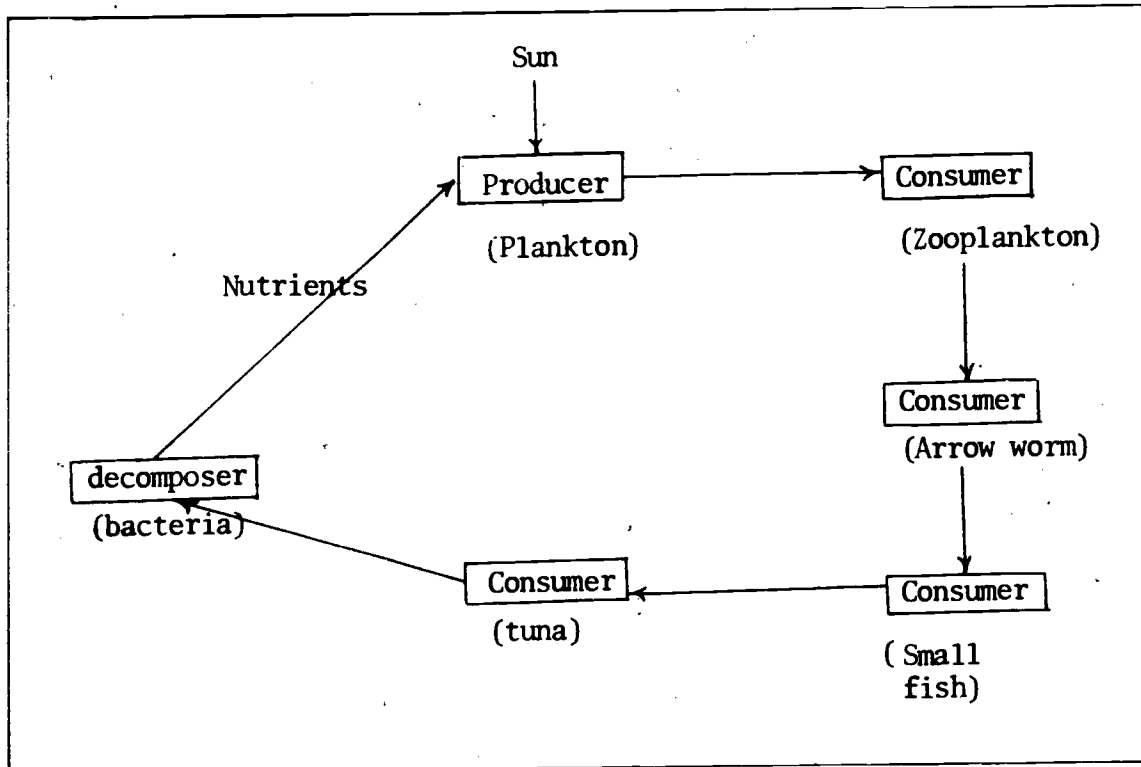 Sun
Producer
(Plankton)
Consumer
(Zooplankton)
Nutrients
Consumer
(Arrow worm)
decomposer
(bacteria)
Consumer
(tuna)
Consumer
( Small
fish)